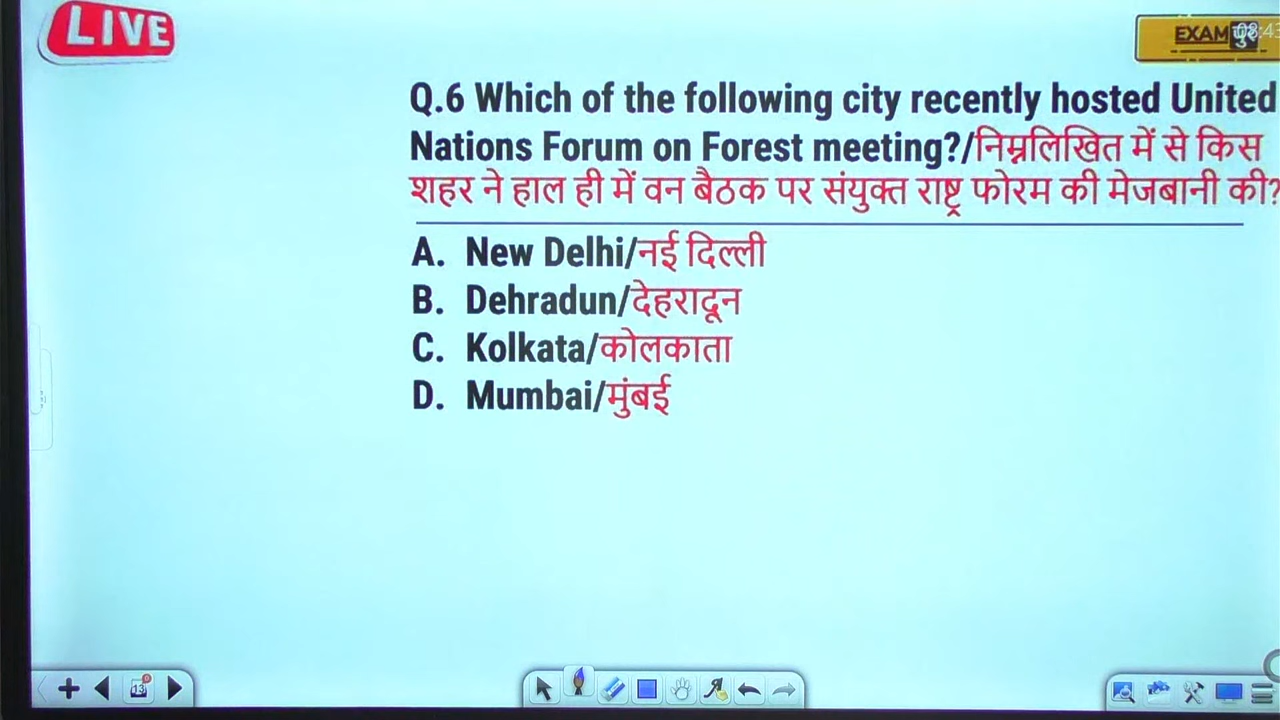 LIVE
EXAM पुर
Q.6 Which of the following city recently hosted United
Nations Forum on Forest meeting?/निम्नलिखित में से किस
शहर ने हाल ही में वन बैठक पर संयुक्त राष्ट्र फोरम की मेजबानी की?
A. New Delhi/नई दिल्ली
B. Dehradun/देहरादून
C. Kolkata/कोलकाता
D. Mumbai/मुंबई
13